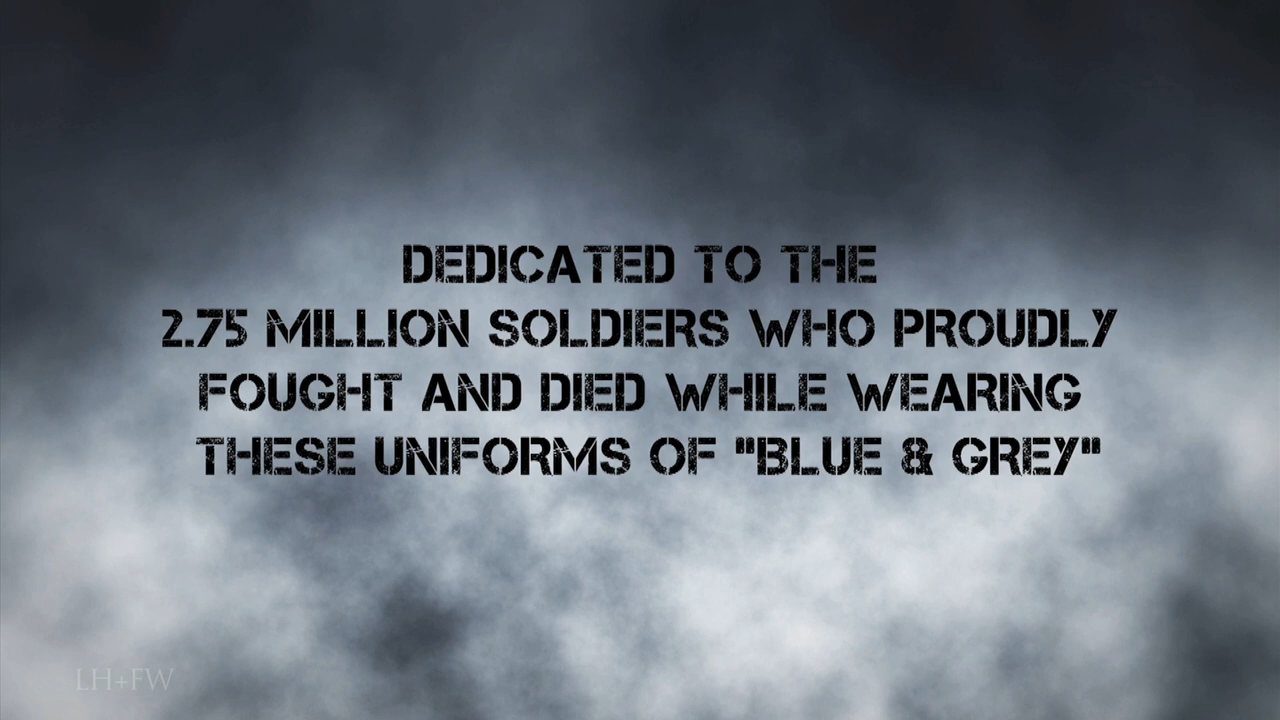 DEDICATED TO THE
2.75 MILLION SOLDIERS WHO PROUDLY
FOUGHT AND DIED WHILE WEARING
THESE UNIFORMS OF "BLUE & GREY"
LH+FW